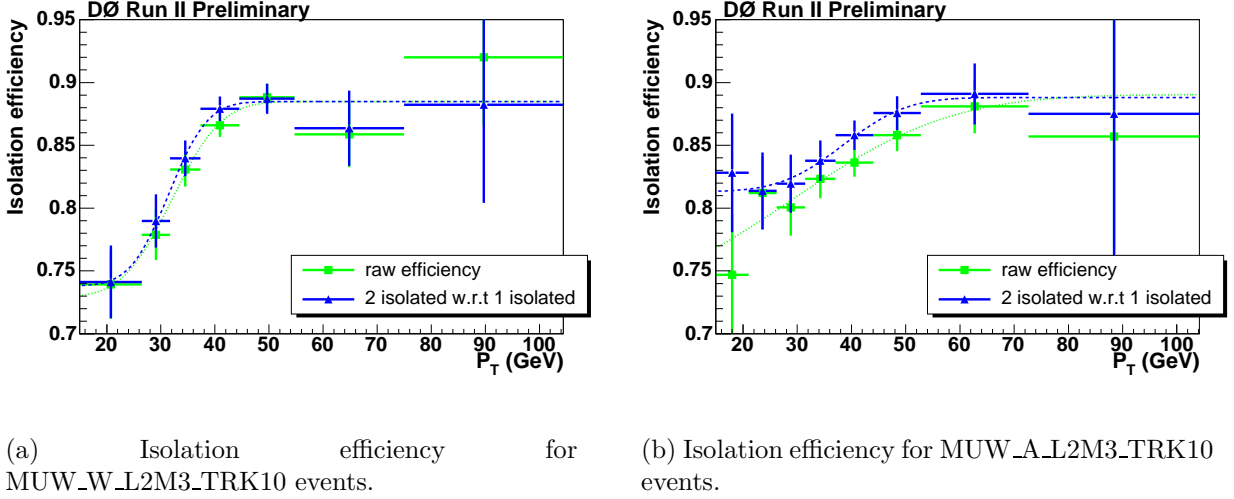 DØ Run II Preliminary
Isolation efficiency
0.95
0.9
0.85
0.8
0.75
0.7
raw efficiency
2 isolated w.r.t 1 isolated
20 30 40 50 60 70 80 90 100
P_T (GeV)
(a) Isolation efficiency for
MUW_W_L2M3_TRK10 events.
DØ Run II Preliminary
Isolation efficiency
0.95
0.9
0.85
0.8
0.75
0.7
raw efficiency
2 isolated w.r.t 1 isolated
20 30 40 50 60 70 80 90 100
P_T (GeV)
(b) Isolation efficiency for MUW_A_L2M3_TRK10
events.